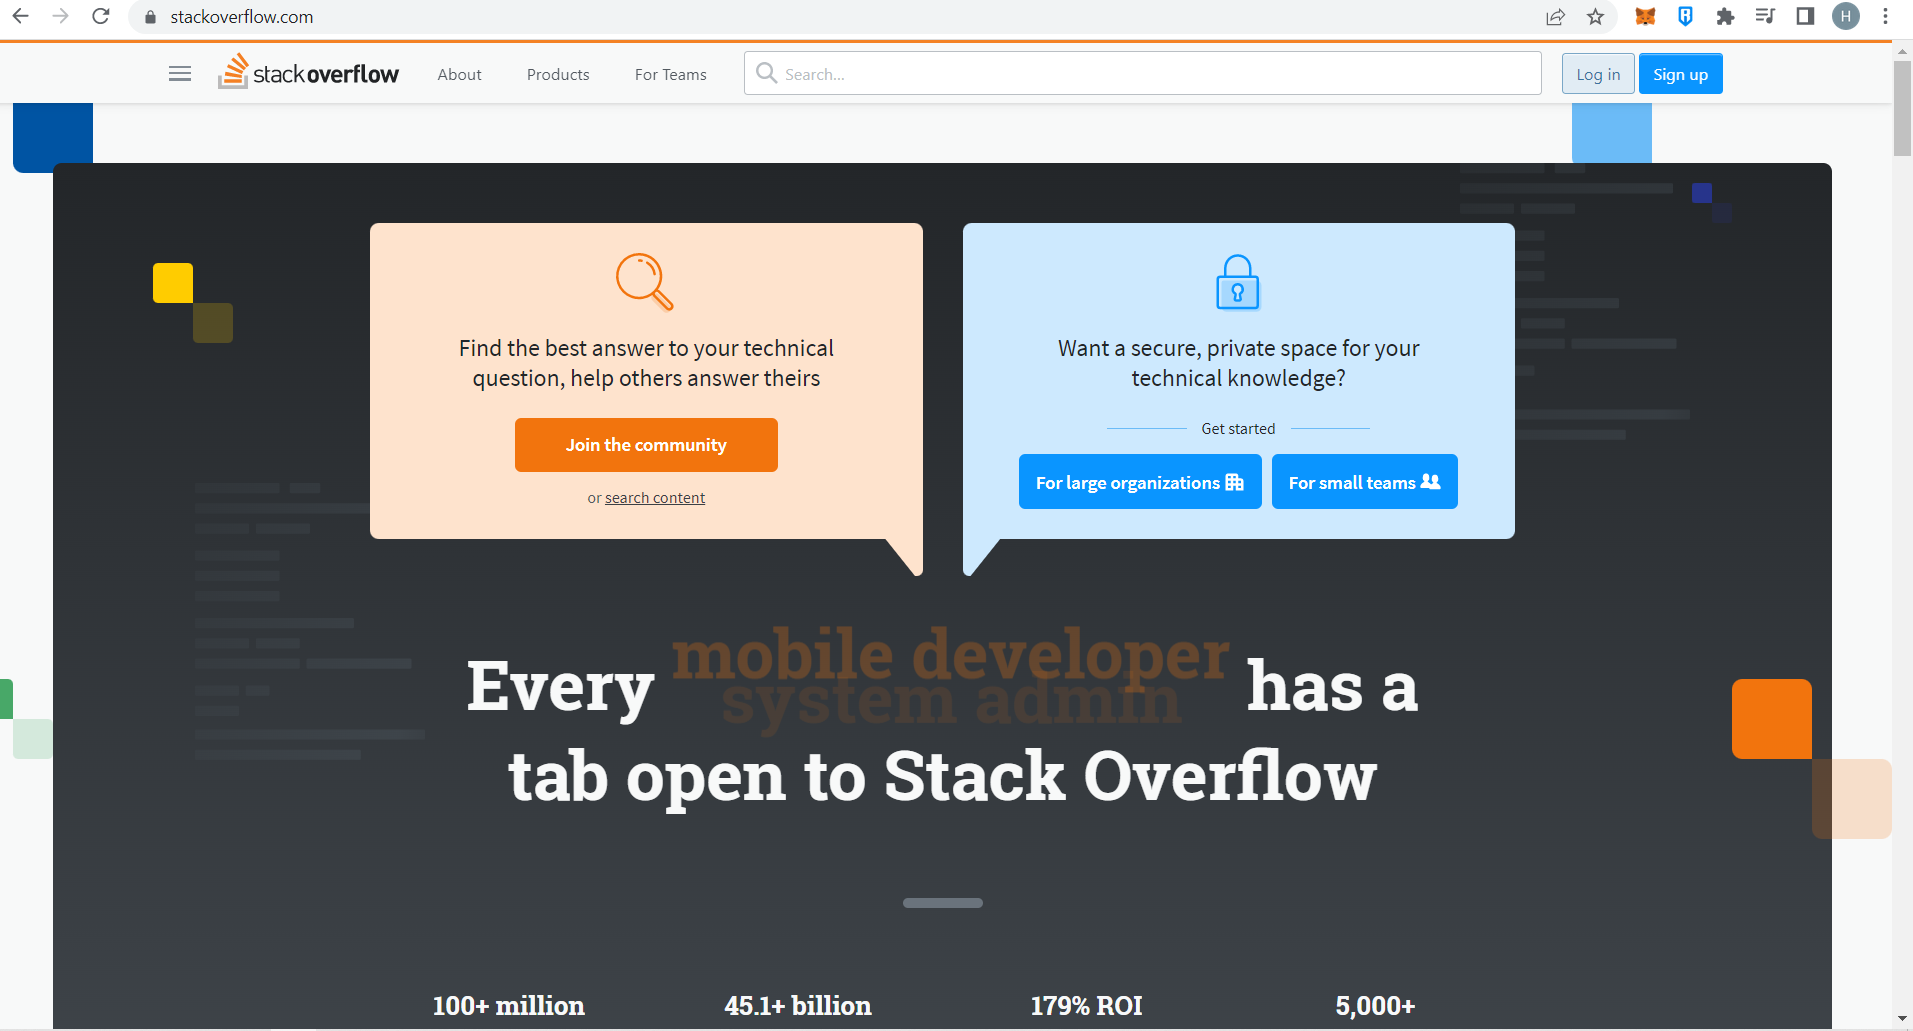 stackoverflow.com
H
stack overflow
About
Products
For Teams
Search...
Log in
Sign up
Find the best answer to your technical
question, help others answer theirs
Join the community
or search content
Want a secure, private space for your
technical knowledge?
Get started
For large organizations
For small teams
Every mobile developer has a
system admin
tab open to Stack Overflow
100+ million
45.1+ billion
179% ROI
5,000+